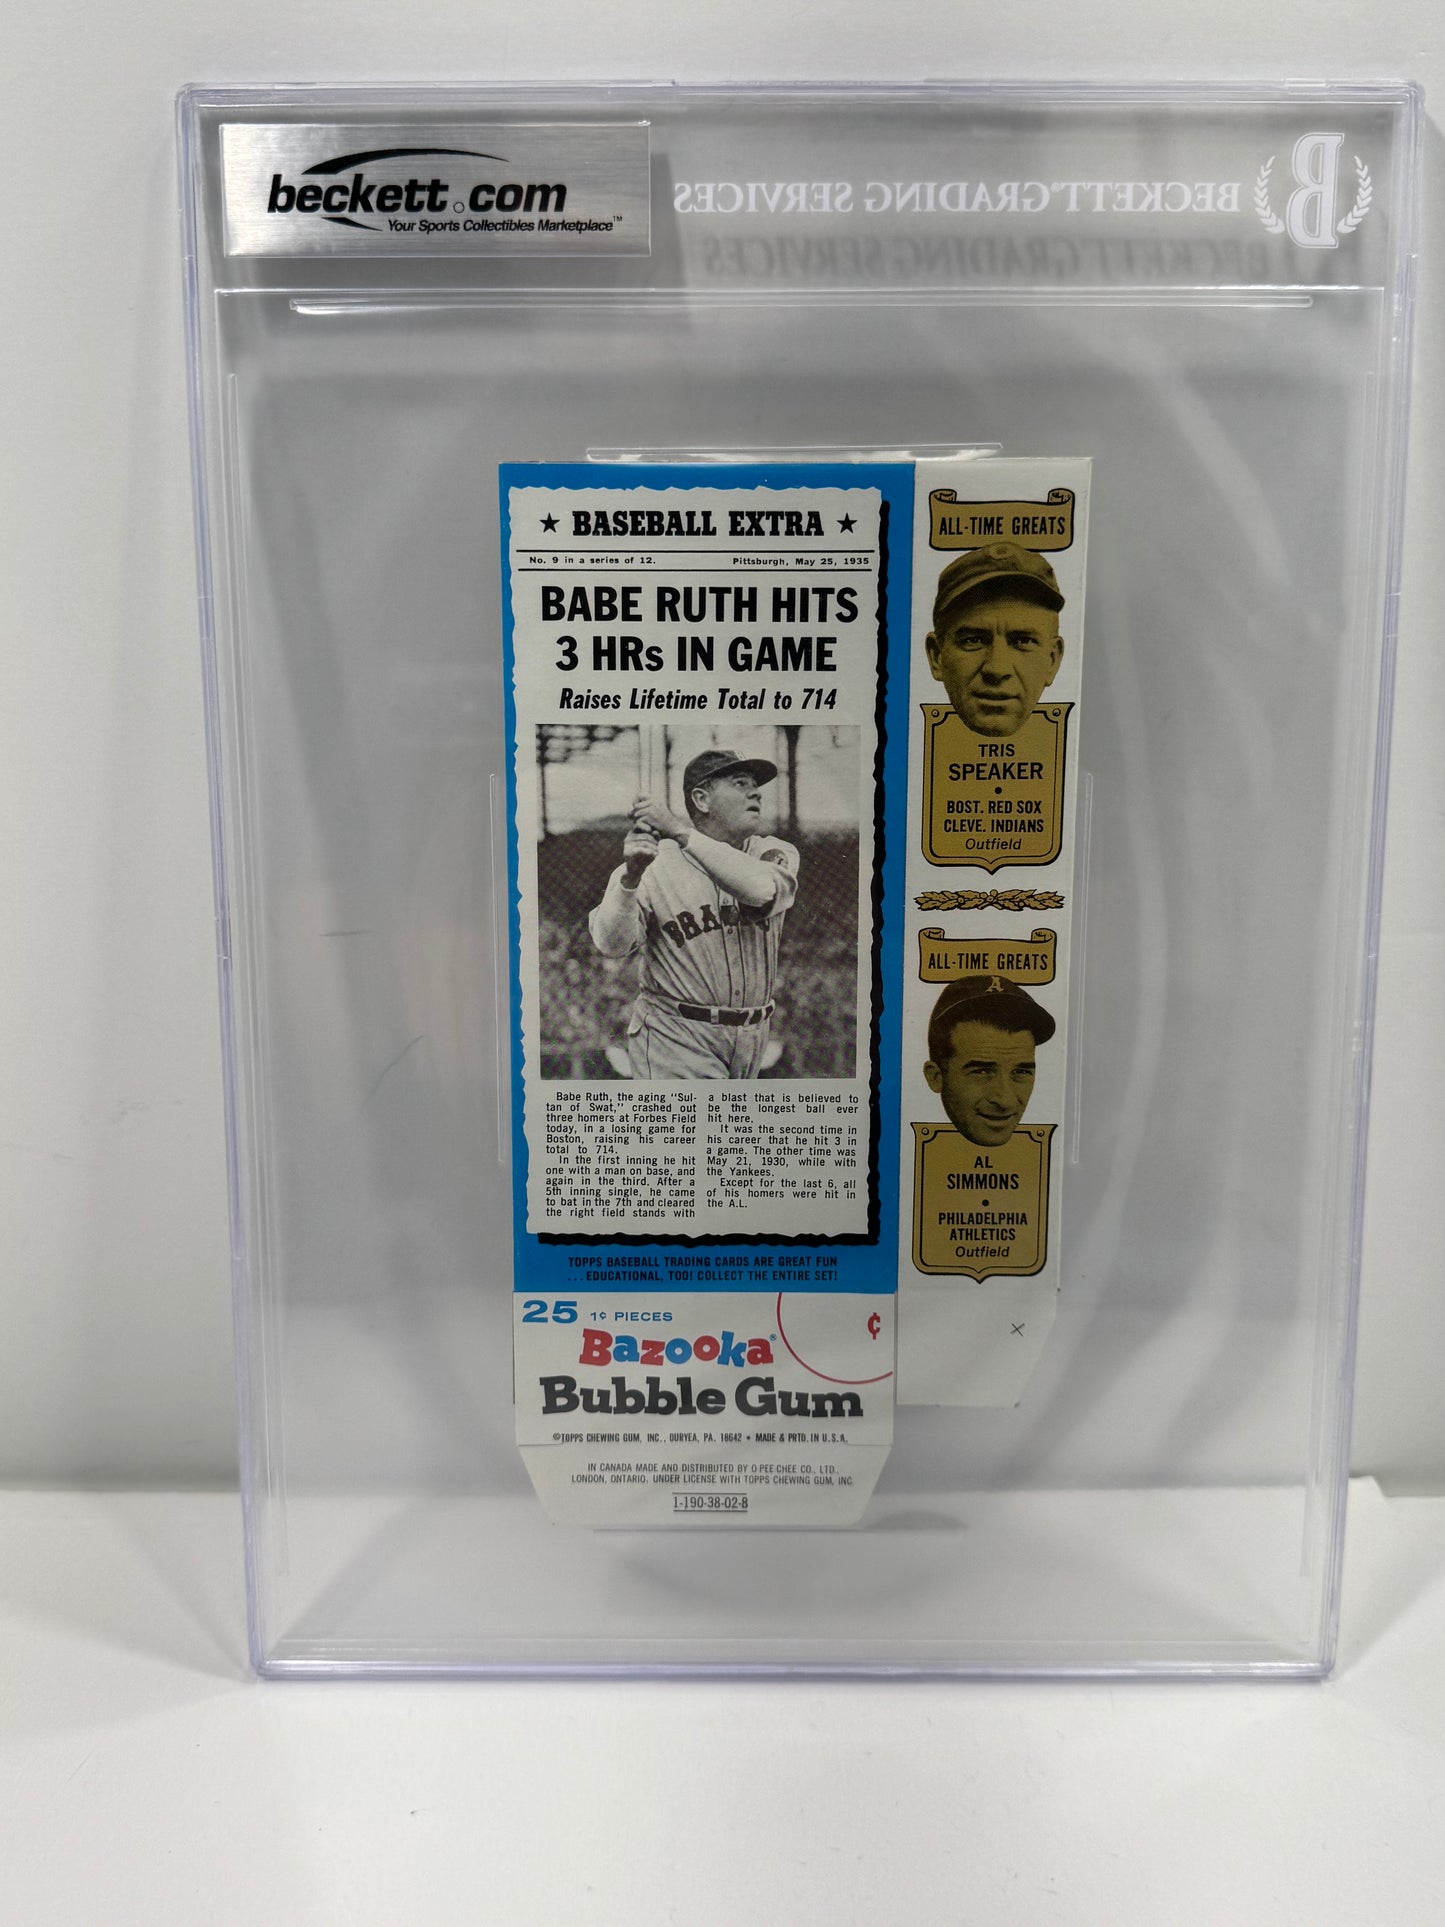 beckett.com
Your Sports Collectibles Marketplace™
BECKETT GRADING SERVICES
B
★ BASEBALL EXTRA ★
No. 9 in a series of 12. Pittsburgh, May 25, 1935
BABE RUTH HITS
3 HRs IN GAME
Raises Lifetime Total to 714
BRAVES
Babe Ruth, the aging "Sul-
tan of Swat," crashed out
three homers at Forbes Field
today, in a losing game for
Boston, raising his career
total to 714.
In the first inning he hit
one with a man on base, and
again in the third. After a
5th inning single, he came
to bat in the 7th and cleared
the right field stands with
a blast that is believed to
be the longest ball ever
hit here.
It was the second time in
his career that he hit 3 in
a game. The other time was
May 21, 1930, while with
the Yankees.
Except for the last 6, all
of his homers were hit in
the A.L.
TOPPS BASEBALL TRADING CARDS ARE GREAT FUN
...EDUCATIONAL, TOO! COLLECT THE ENTIRE SET!
25 1¢ PIECES
¢
Bazooka®
Bubble Gum
©TOPPS CHEWING GUM, INC., DURYEA, PA. 18642 • MADE & PRTD. IN U.S.A.
IN CANADA MADE AND DISTRIBUTED BY O-PEE-CHEE CO., LTD.,
LONDON, ONTARIO, UNDER LICENSE WITH TOPPS CHEWING GUM, INC.
1-190-38-02-8
ALL-TIME GREATS
C
TRIS
SPEAKER
•
BOST. RED SOX
CLEVE. INDIANS
Outfield
ALL-TIME GREATS
A
AL
SIMMONS
•
PHILADELPHIA
ATHLETICS
Outfield
X